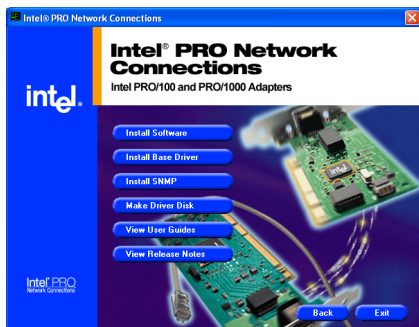 Intel® PRO Network Connections
Intel® PRO Network
Connections
Intel PRO/100 and PRO/1000 Adapters
intel.
Install Software
Install Base Driver
Install SNMP
Make Driver Disk
View User Guides
View Release Notes
intel
Intel® PRO
Network Connections
Back
Exit